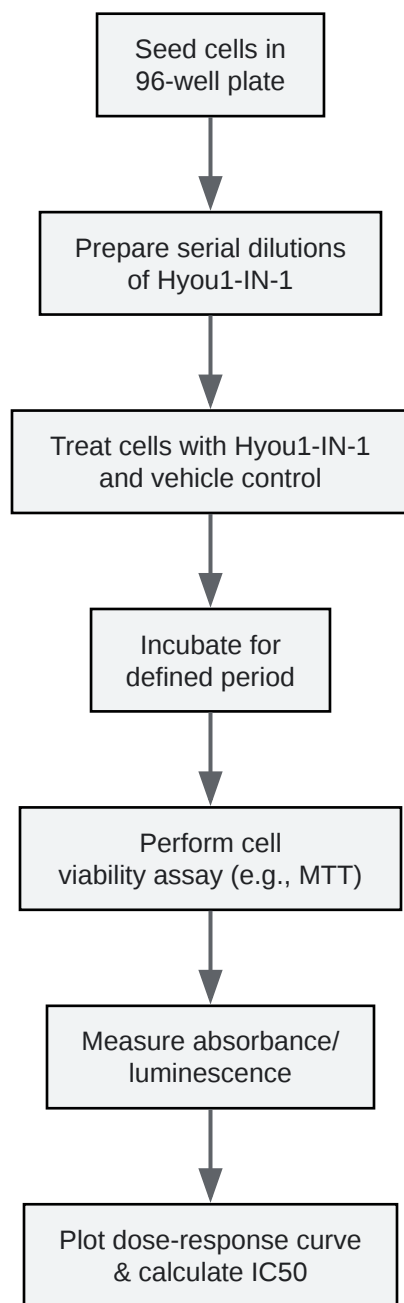 Seed cells in
96-well plate
Prepare serial dilutions
of Hyou1-IN-1
Treat cells with Hyou1-IN-1
and vehicle control
Incubate for
defined period
Perform cell
viability assay (e.g., MTT)
Measure absorbance/
luminescence
Plot dose-response curve
& calculate IC50